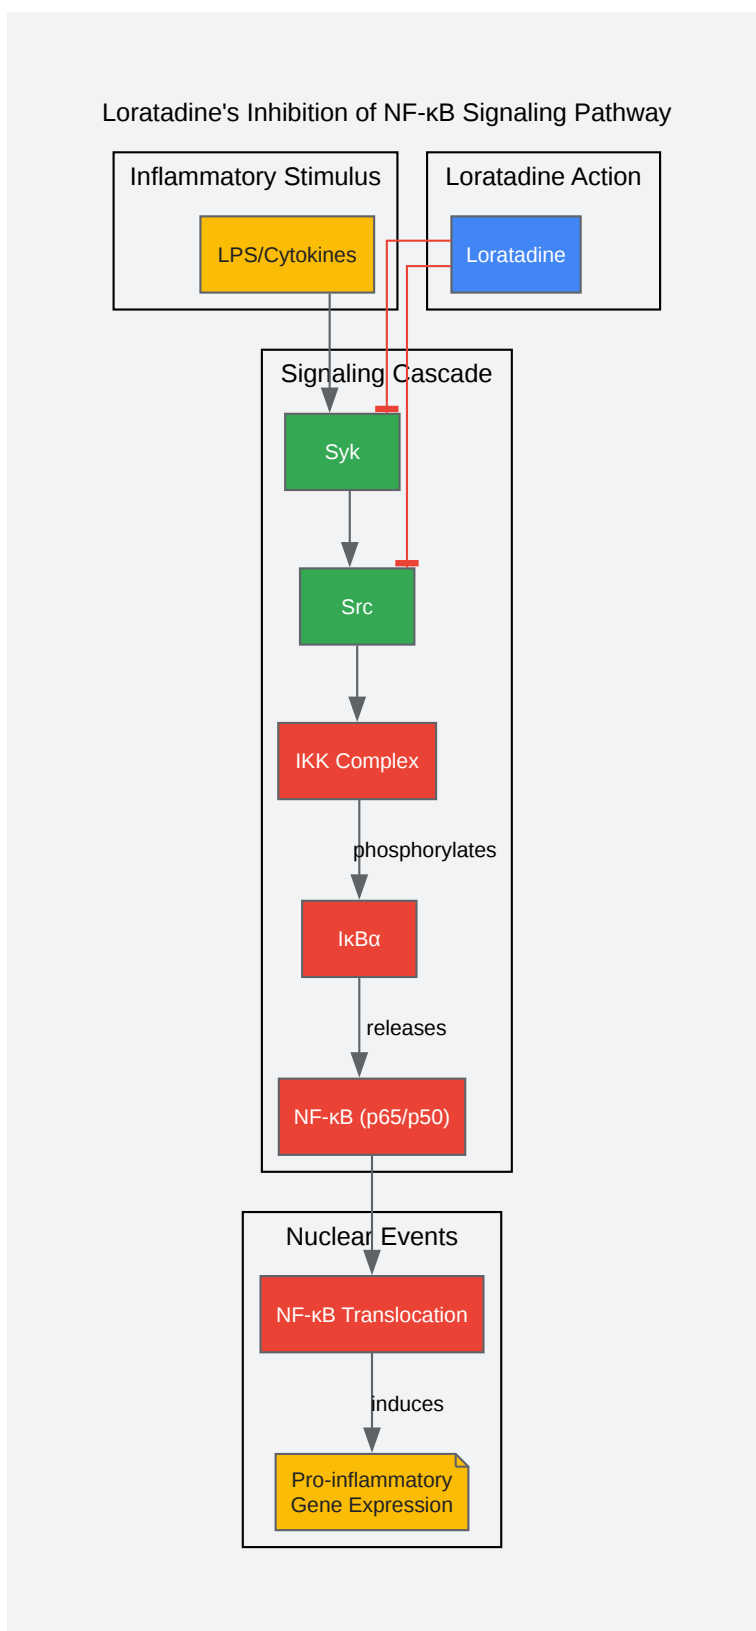 Loratadine's Inhibition of NF-κB Signaling Pathway
Inflammatory Stimulus
Loratadine Action
LPS/Cytokines
Loratadine
Signaling Cascade
Syk
Src
IKK Complex
phosphorylates
IκBα
releases
NF-κB (p65/p50)
Nuclear Events
NF-κB Translocation
induces
Pro-inflammatory
Gene Expression